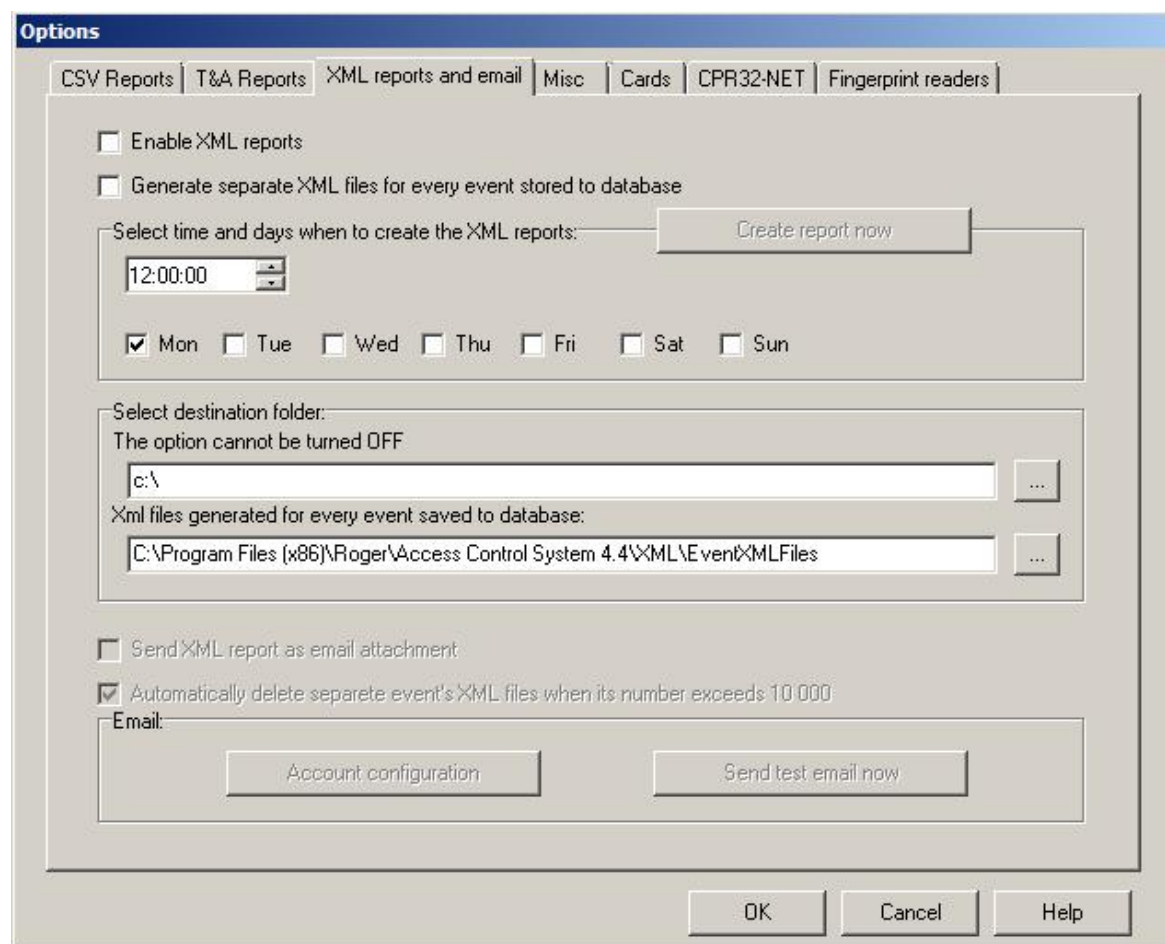 Options
CSV Reports T&A Reports XML reports and email Misc Cards CPR32-NET Fingerprint readers
Enable XML reports
Generate separate XML files for every event stored to database
Select time and days when to create the XML reports: Create report now
12:00:00
Mon Tue Wed Thu Fri Sat Sun
Select destination folder:
The option cannot be turned OFF
c:\ ...
Xml files generated for every event saved to database:
C:\Program Files (x86)\Roger\Access Control System 4.4\XML\EventXMLFiles ...
Send XML report as email attachment
Automatically delete separete event's XML files when its number exceeds 10 000
Email:
Account configuration Send test email now
OK Cancel Help